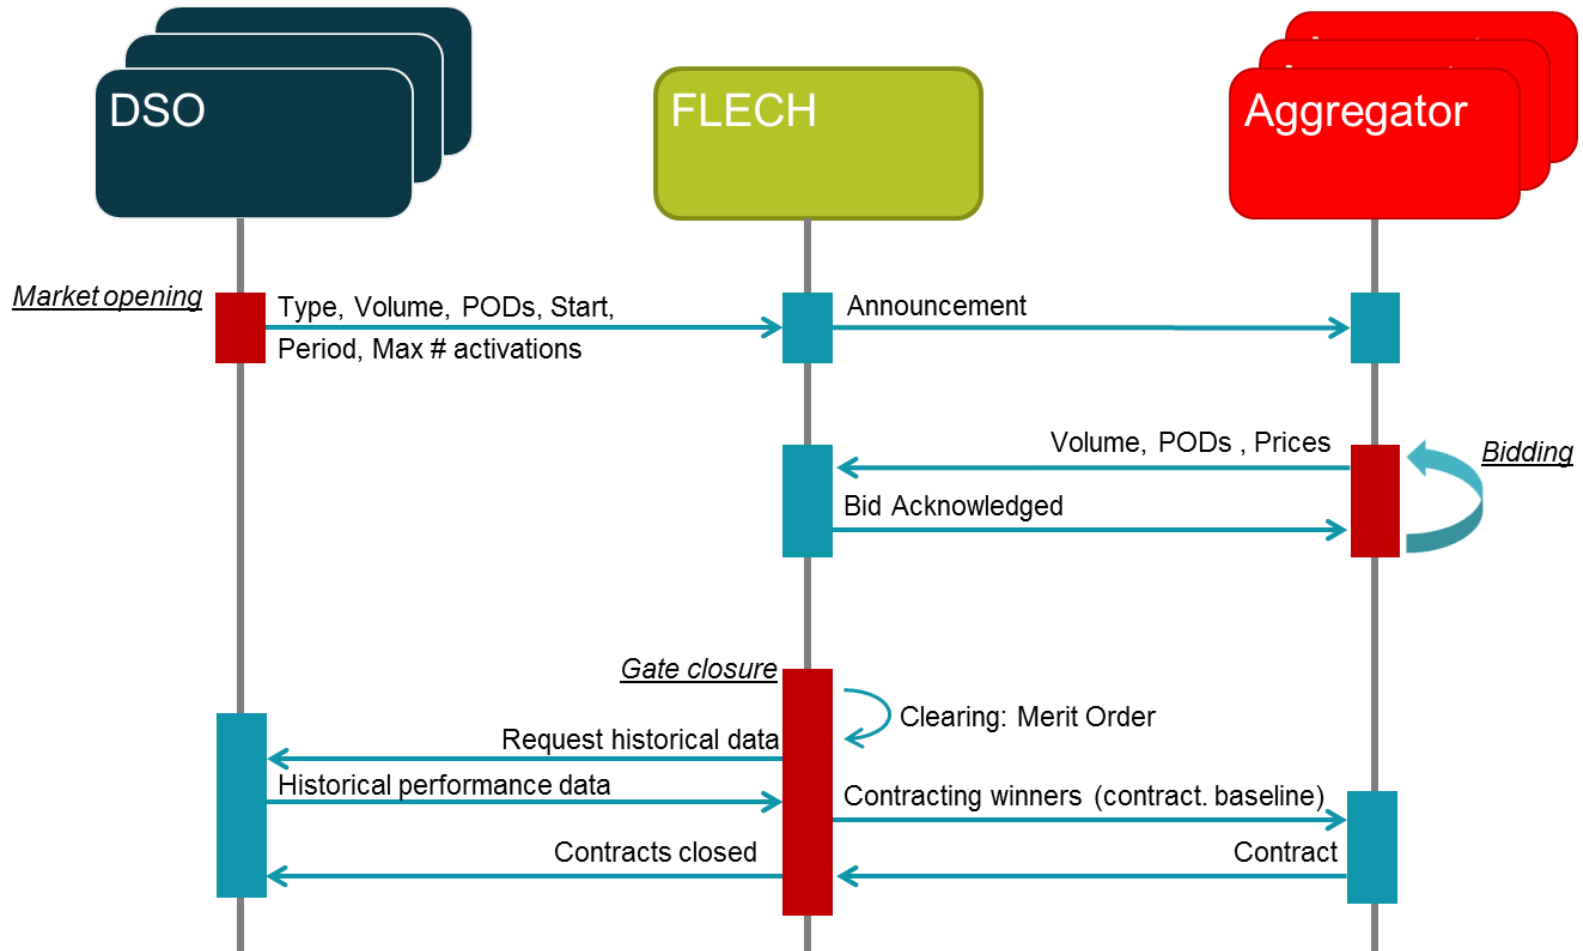 DSO
FLECH
Aggregator
Market opening
Type, Volume, PODs, Start,
Period, Max # activations
Announcement
Volume, PODs , Prices
Bidding
Bid Acknowledged
Gate closure
Clearing: Merit Order
Request historical data
Historical performance data
Contracting winners (contract. baseline)
Contracts closed
Contract